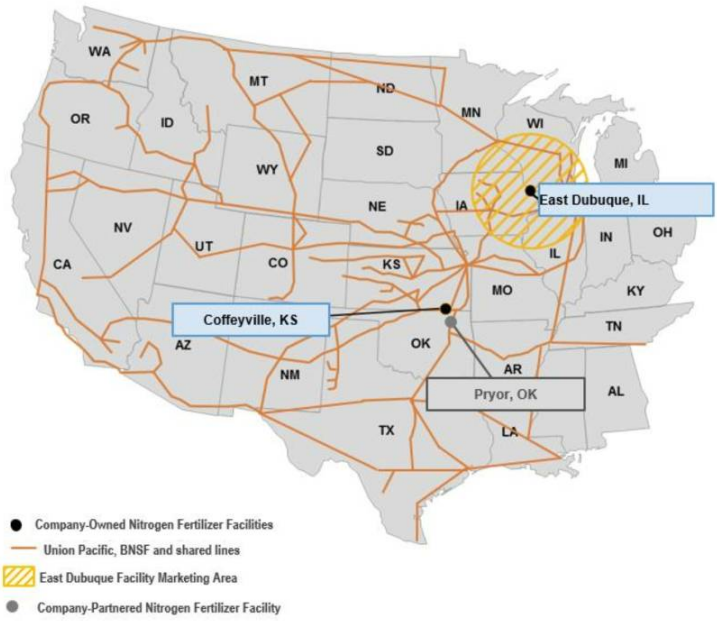 WA
MT
ND
MN
OR
ID
WI
SD
MI
WY
IA
East Dubuque, IL
NE
NV
OH
UT
IN
IL
CA
CO
KS
MO
KY
Coffeyville, KS
TN
AZ
OK
NM
AR
AL
Pryor, OK
TX
LA
Company-Owned Nitrogen Fertilizer Facilities
Union Pacific, BNSF and shared lines
East Dubuque Facility Marketing Area
Company-Partnered Nitrogen Fertilizer Facility